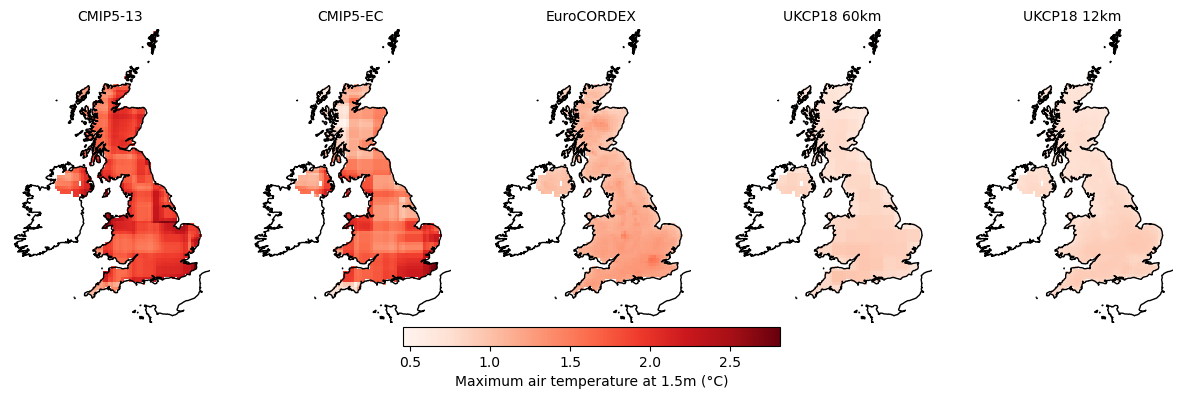 CMIP5-13 CMIP5-EC EuroCORDEX UKCP18 60km UKCP18 12km
0.5 1.0 1.5 2.0 2.5
Maximum air temperature at 1.5m (°C)